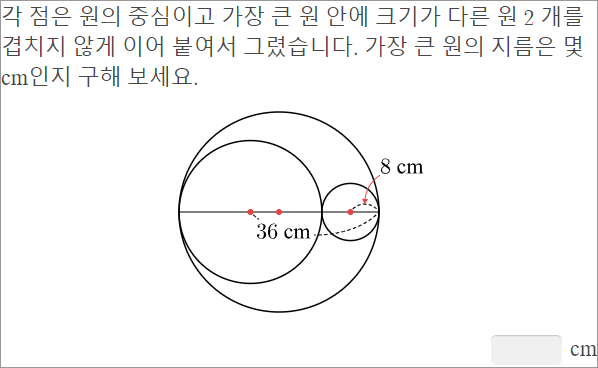 각 점은 원의 중심이고 가장 큰 원 안에 크기가 다른 원 2 개를
겹치지 않게 이어 붙여서 그렸습니다. 가장 큰 원의 지름은 몇
cm인지 구해 보세요.
8 cm
36 cm
cm